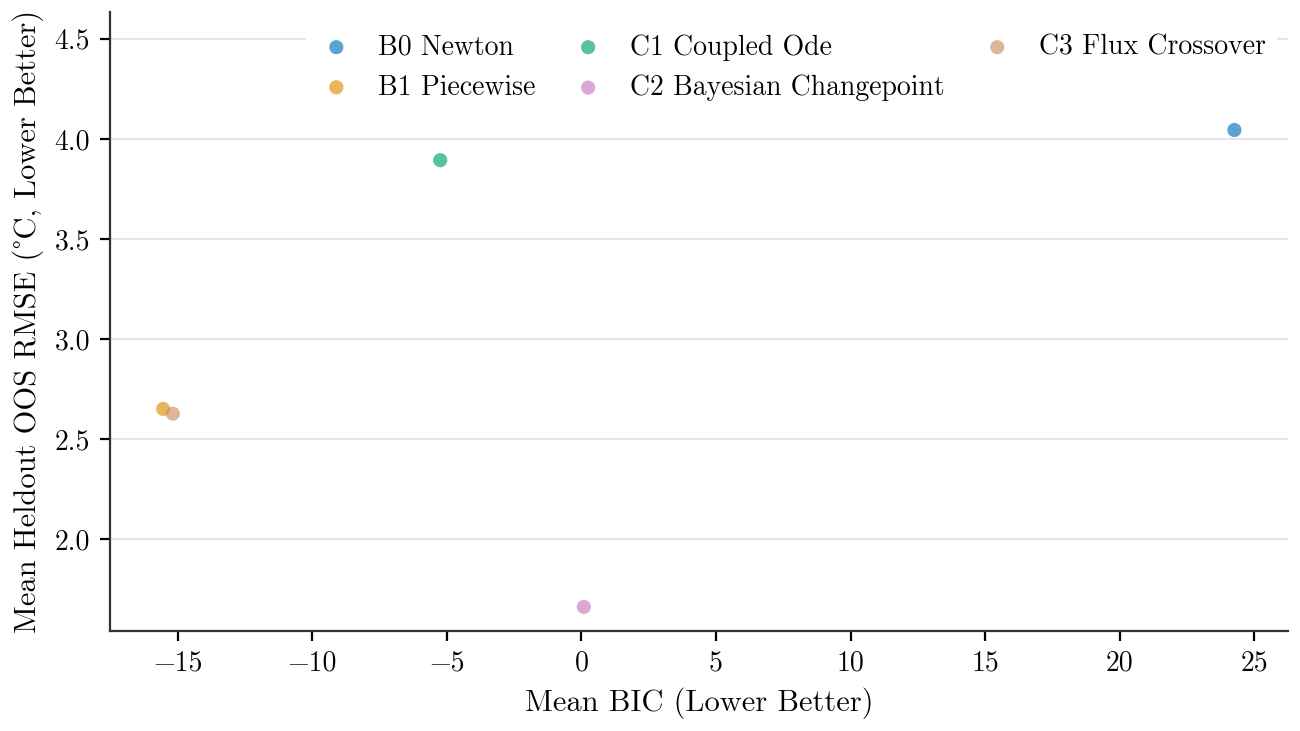 Mean Heldout OOS RMSE (°C, Lower Better)
4.5
4.0
3.5
3.0
2.5
2.0
B0 Newton
B1 Piecewise
C1 Coupled Ode
C2 Bayesian Changepoint
C3 Flux Crossover
−15 −10 −5 0 5 10 15 20 25
Mean BIC (Lower Better)